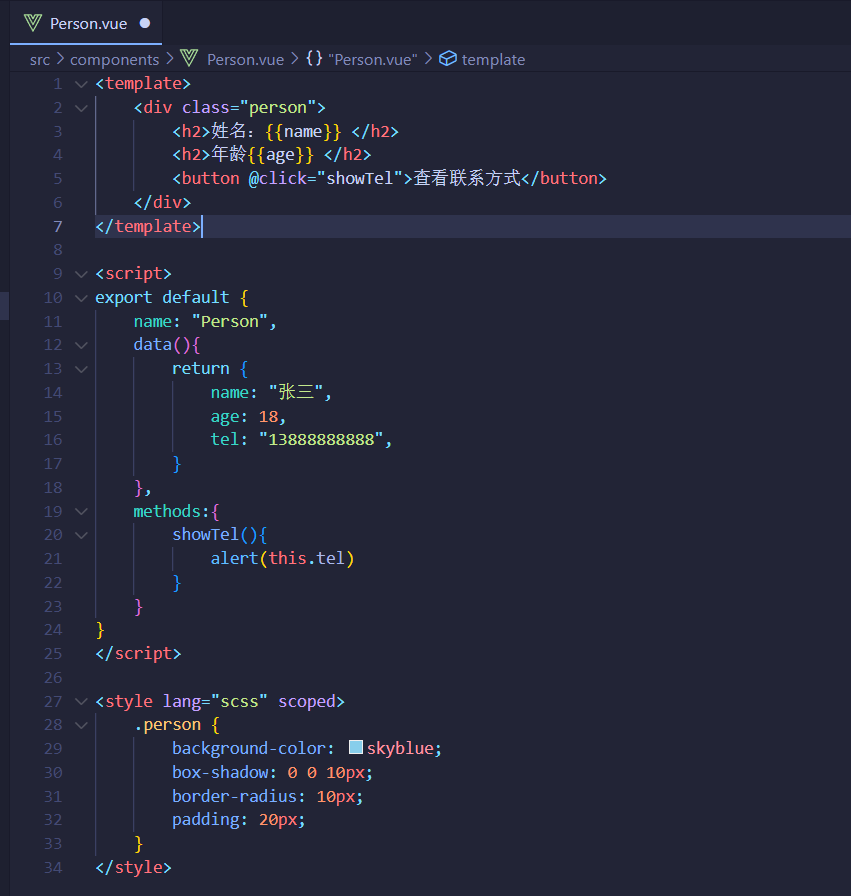 Person.vue
src > components > Person.vue > {} "Person.vue" > template
1 <template>
2 <div class="person">
3 <h2>姓名：{{name}} </h2>
4 <h2>年龄{{age}} </h2>
5 <button @click="showTel">查看联系方式</button>
6 </div>
7 </template>
8
9 <script>
10 export default {
11 name: "Person",
12 data(){
13 return {
14 name: "张三",
15 age: 18,
16 tel: "13888888888",
17 }
18 },
19 methods:{
20 showTel(){
21 alert(this.tel)
22 }
23 }
24 }
25 </script>
26
27 <style lang="scss" scoped>
28 .person {
29 background-color: skyblue;
30 box-shadow: 0 0 10px;
31 border-radius: 10px;
32 padding: 20px;
33 }
34 </style>